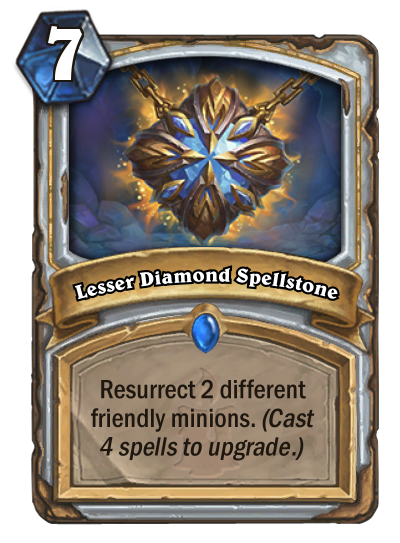 7
Lesser Diamond Spellstone
Resurrect 2 different
friendly minions. (Cast
4 spells to upgrade.)